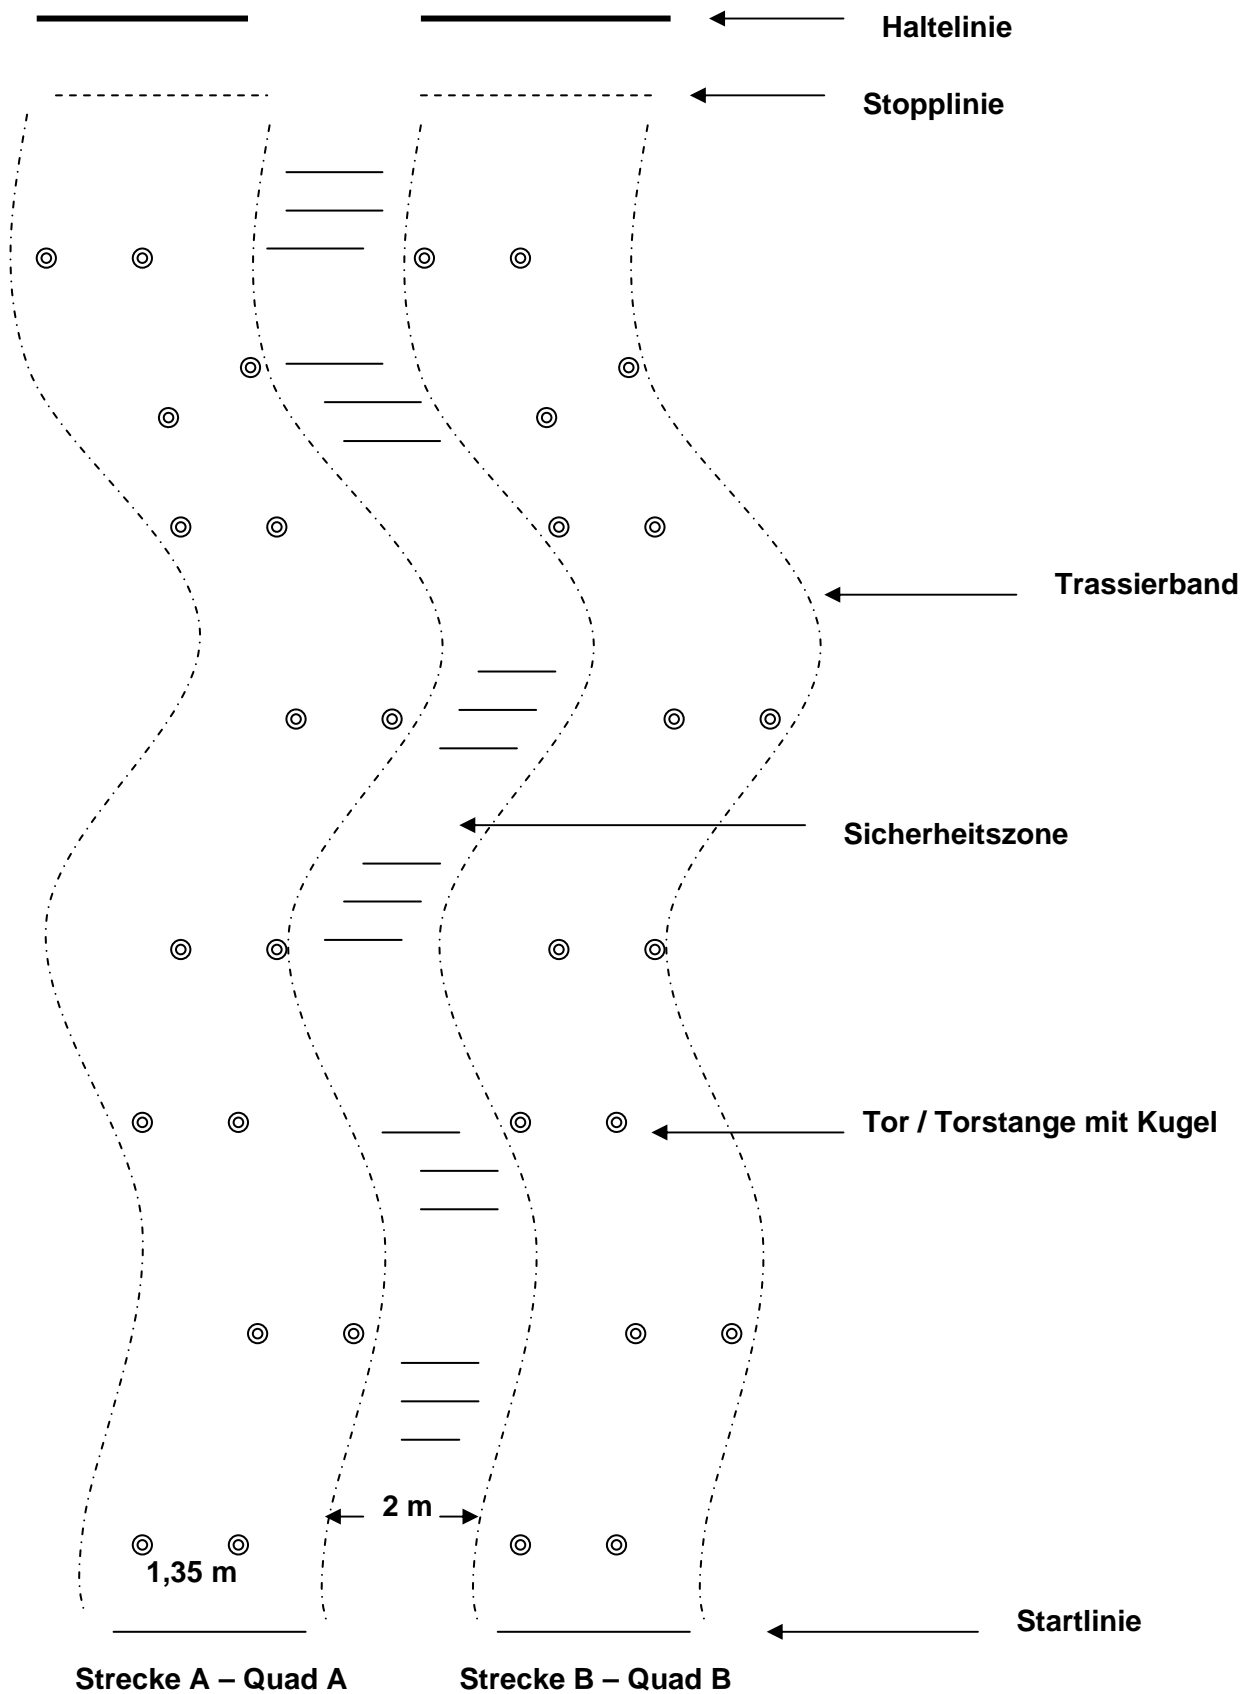 Haltelinie
Stopplinie
Trassierband
Sicherheitszone
Tor / Torstange mit Kugel
2 m
1,35 m
Startlinie
Strecke A – Quad A
Strecke B – Quad B